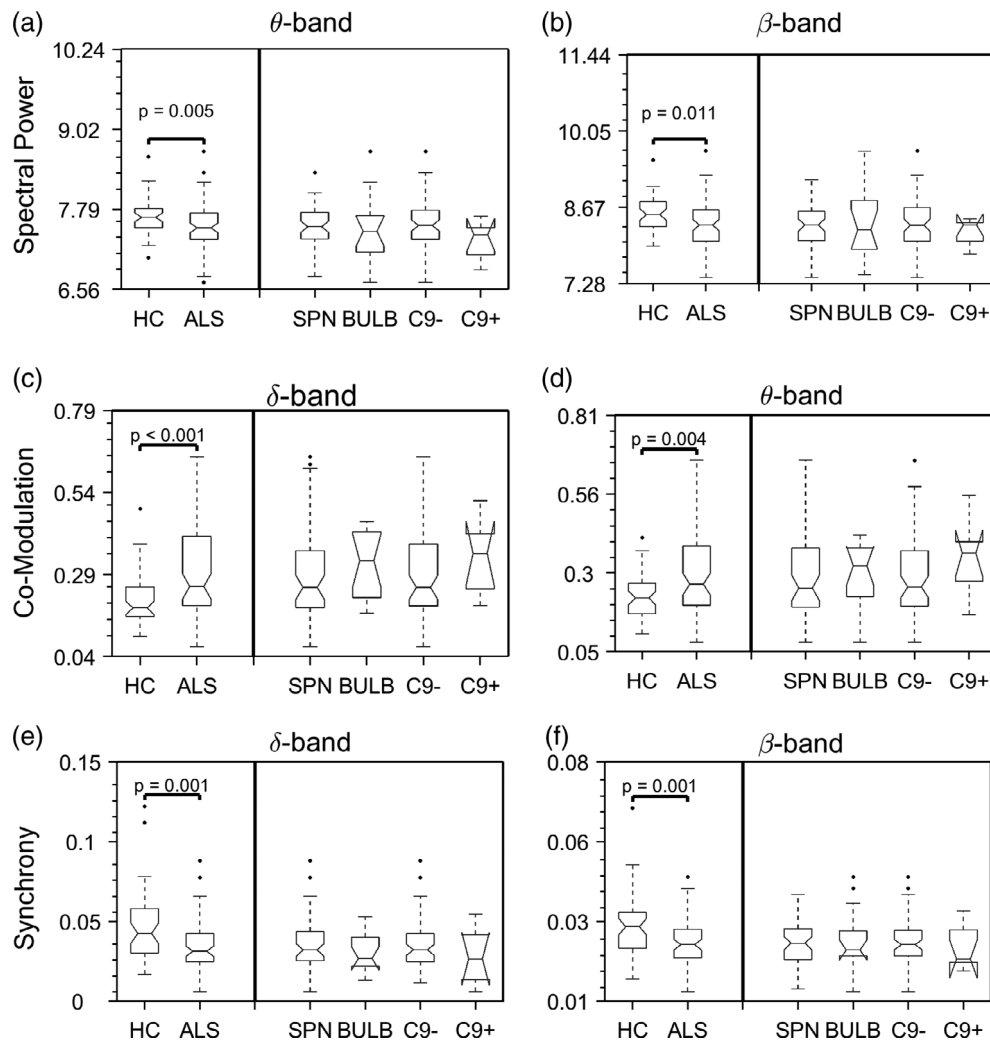 (a) θ-band
10.24
9.02
7.79
6.56
Spectral Power
p = 0.005
HC ALS SPN BULB C9- C9+
(b) β-band
11.44
10.05
8.67
7.28
p = 0.011
HC ALS SPN BULB C9- C9+
(c) δ-band
0.79
0.54
0.29
0.04
Co-Modulation
p < 0.001
HC ALS SPN BULB C9- C9+
(d) θ-band
0.81
0.56
0.3
0.05
p = 0.004
HC ALS SPN BULB C9- C9+
(e) δ-band
0.15
0.1
0.05
0
Synchrony
p = 0.001
HC ALS SPN BULB C9- C9+
(f) β-band
0.08
0.06
0.03
0.01
p = 0.001
HC ALS SPN BULB C9- C9+